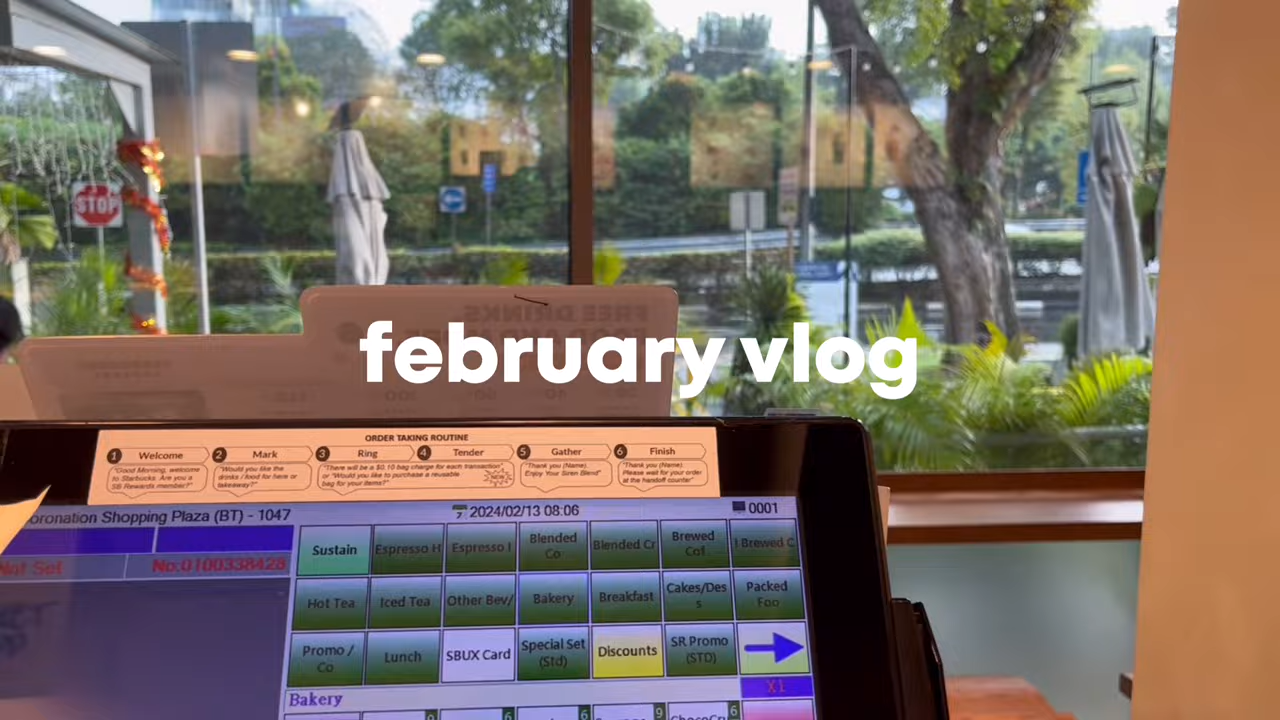 STOP
february vlog
ORDER TAKING ROUTINE
1 Welcome
"Good Morning, welcome
to Starbucks. Are you a
SB Rewards member?"
2 Mark
"Would you like the
drinks / food for here or
takeaway?"
3 Ring
4 Tender
"There will be a $0.10 bag charge for each transaction"
or "Would you like to purchase a reusable
bag for your items?"
NEW
5 Gather
"Thank you (Name)
Enjoy Your Siren Blend"
6 Finish
"Thank you (Name)
Please wait for your order
at the handoff counter"
oronation Shopping Plaza (BT) - 1047
2024/02/13 08:06
0001
Not Set
No:0100338428
Sustain
Espresso H
Espresso I
Blended
Co
Blended Cr
Brewed
Cof
I Brewed C
Hot Tea
Iced Tea
Other Bev/
Bakery
Breakfast
Cakes/Des
s
Packed
Foo
Promo /
Co
Lunch
SBUX Card
Special Set
(Std)
Discounts
SR Promo
(STD)
Bakery
X1